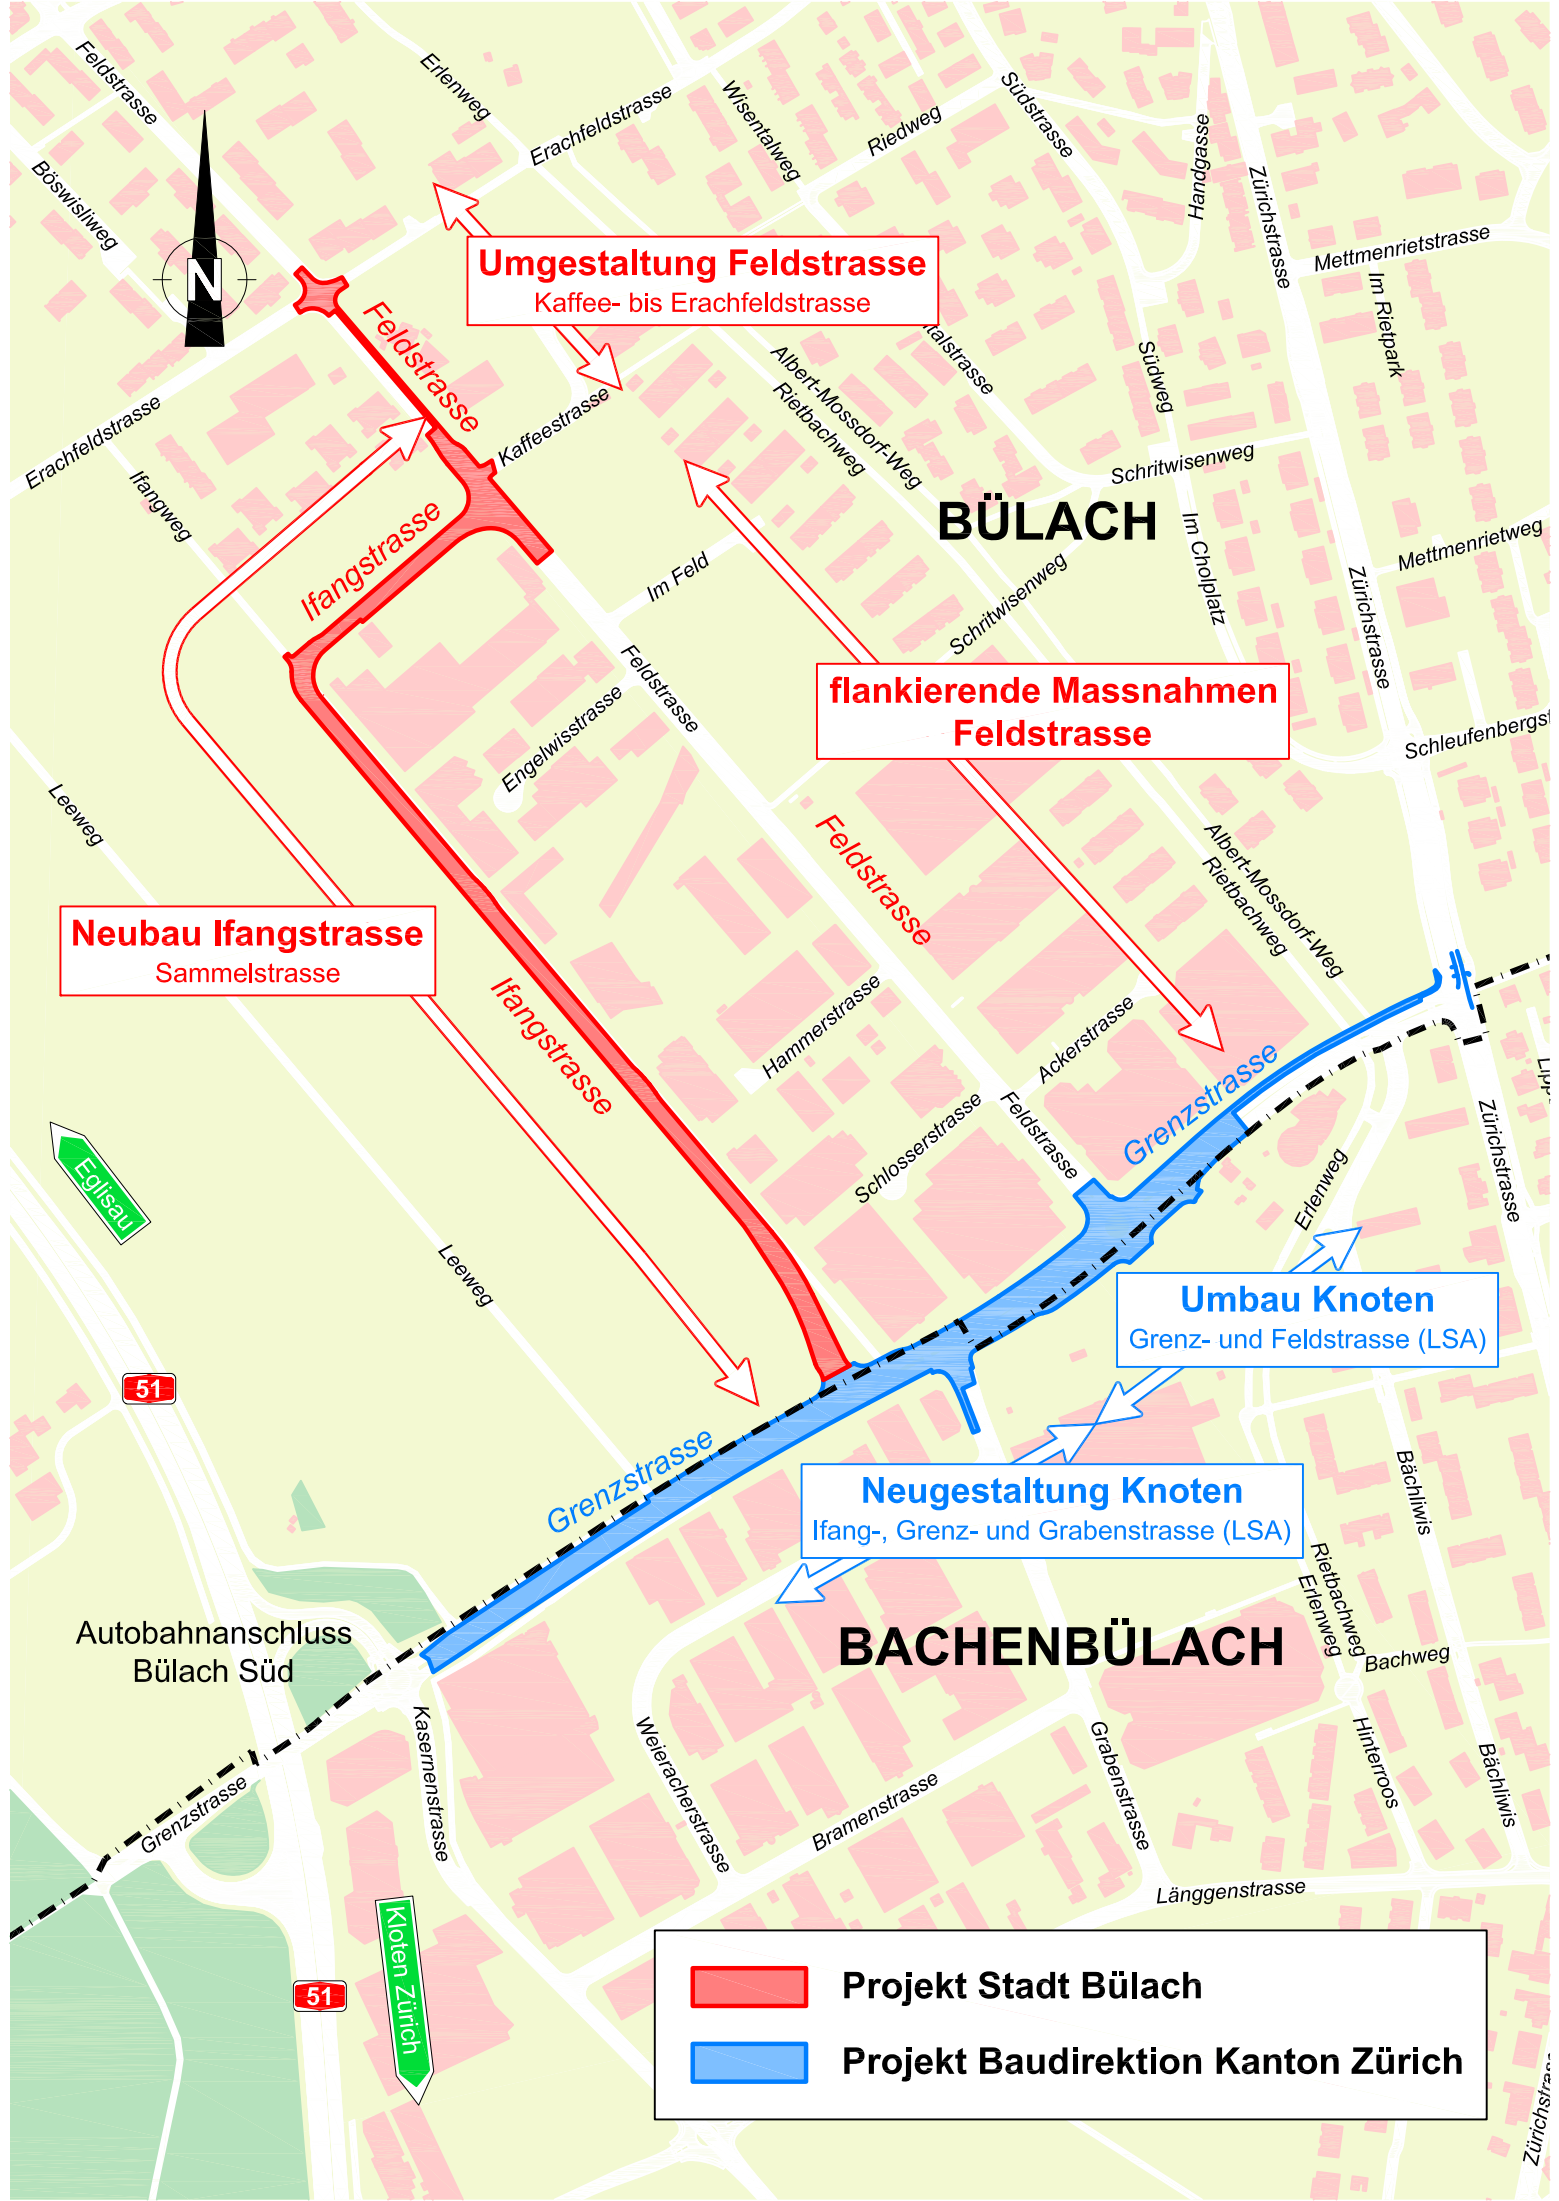 Feldstrasse
Erlenweg
Erachfeldstrasse
Wisentalweg
Riedweg
Südstrasse
Handgasse
Zürichstrasse
Böswisliweg
N
Mettmenrietstrasse
Im Rietpark
Umgestaltung Feldstrasse
Kaffee- bis Erachfeldstrasse
Feldstrasse
talstrasse
Albert-Mossdorf-Weg
Rietbachweg
Südweg
Erachfeldstrasse
Kaffeestrasse
Schritwisenweg
Ifangweg
Ifangstrasse
BÜLACH
Im Cholplatz
Mettmenrietweg
Im Feld
Schritwisenweg
Zürichstrasse
Feldstrasse
flankierende Massnahmen
Feldstrasse
Engelwisstrasse
Schleufenbergst
Leeweg
Feldstrasse
Albert-Mossdorf-Weg
Rietbachweg
Neubau Ifangstrasse
Sammelstrasse
Ifangstrasse
Hammerstrasse
Ackerstrasse
Grenzstrasse
Lipp
Schlosserstrasse
Feldstrasse
Zürichstrasse
Eglisau
Erlenweg
Leeweg
Umbau Knoten
Grenz- und Feldstrasse (LSA)
51
Grenzstrasse
Neugestaltung Knoten
Ifang-, Grenz- und Grabenstrasse (LSA)
Bächliwis
Rietbachweg
Erlenweg
Autobahnanschluss
Bülach Süd
BACHENBÜLACH
Bachweg
Kasernenstrasse
Weieracherstrasse
Grabenstrasse
Hinterroos
Bächliwis
Grenzstrasse
Bramenstrasse
Länggenstrasse
Kloten Zürich
51
Projekt Stadt Bülach
Projekt Baudirektion Kanton Zürich
Zürichstrasse